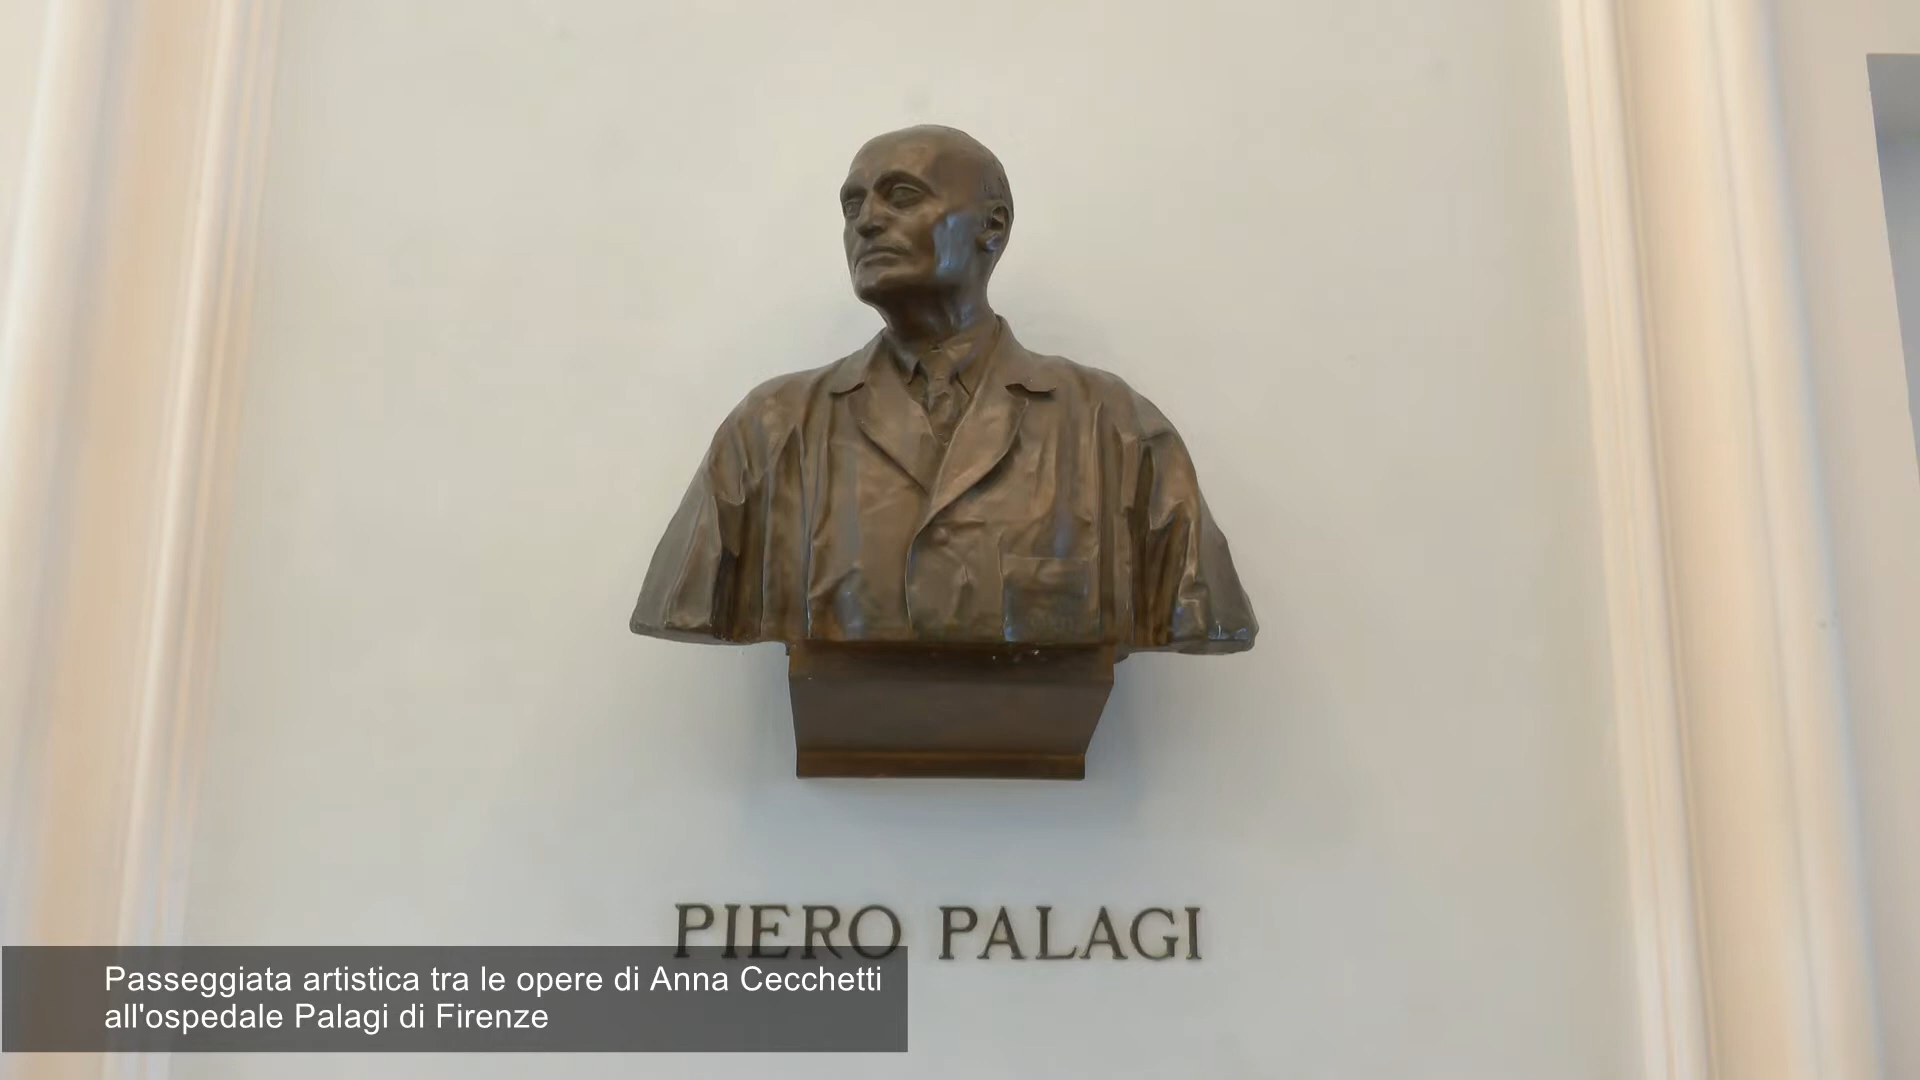 PIERO PALAGI
Passeggiata artistica tra le opere di Anna Cecchetti
all'ospedale Palagi di Firenze